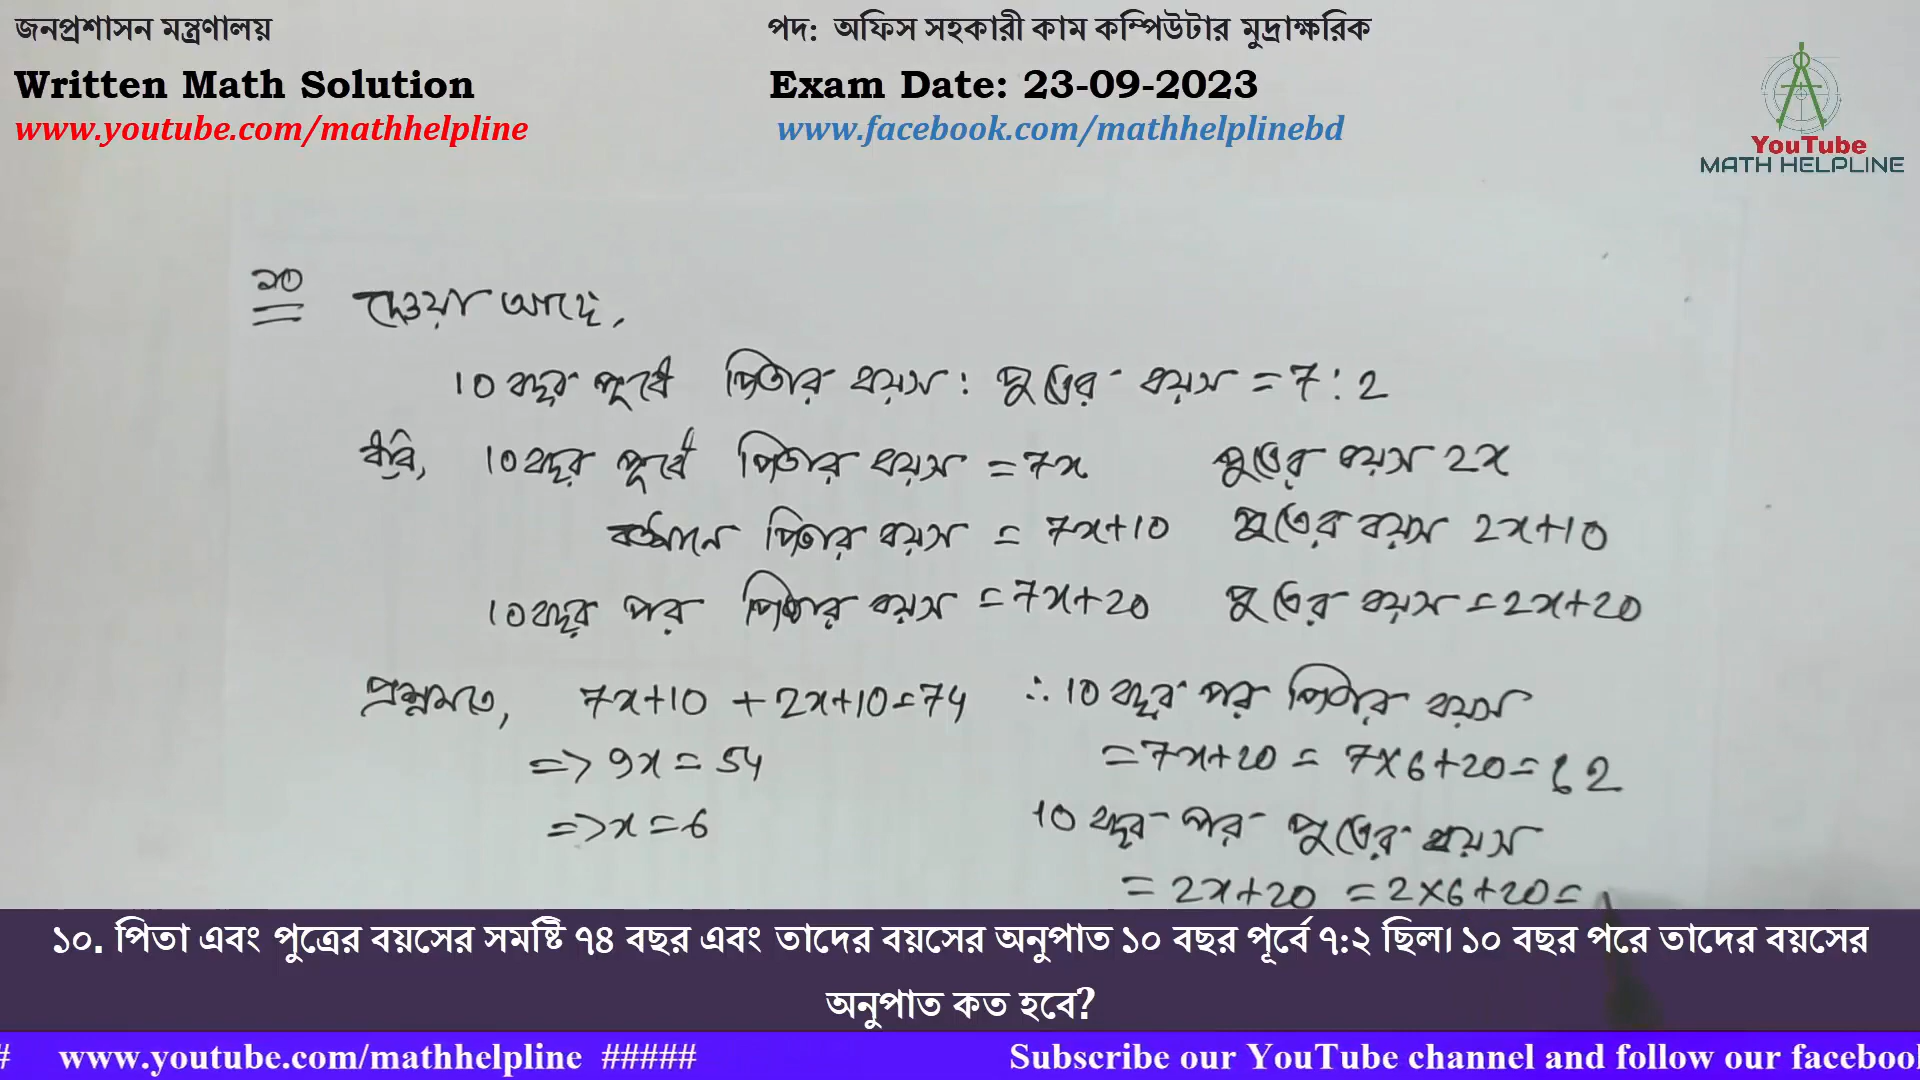 জনপ্রশাসন মন্ত্রণালয়
পদ: অফিস সহকারী কাম কম্পিউটার মুদ্রাক্ষরিক
Written Math Solution
Exam Date: 23-09-2023
www.youtube.com/mathhelpline
www.facebook.com/mathhelplinebd
YouTube
MATH HELPLINE
১০ দেওয়া আছে,
10 বছর পূর্বে পিতার বয়স : পুত্রের বয়স = 7 : 2
ধরি, 10 বছর পূর্বে পিতার বয়স = 7x পুত্রের বয়স 2x
বর্তমানে পিতার বয়স = 7x+10 পুত্রের বয়স 2x+10
10 বছর পর পিতার বয়স = 7x+20 পুত্রের বয়স = 2x+20
প্রশ্নমতে, 7x+10 + 2x+10 = 74
=> 9x = 54
=> x = 6
∴ 10 বছর পর পিতার বয়স
= 7x+20 = 7×6+20 = 62
10 বছর পর পুত্রের বয়স
= 2x+20 = 2×6+20 =
১০. পিতা এবং পুত্রের বয়সের সমষ্টি ৭৪ বছর এবং তাদের বয়সের অনুপাত ১০ বছর পূর্বে ৭:২ ছিল। ১০ বছর পরে তাদের বয়সের
অনুপাত কত হবে?
# www.youtube.com/mathhelpline ##### Subscribe our YouTube channel and follow our facebook